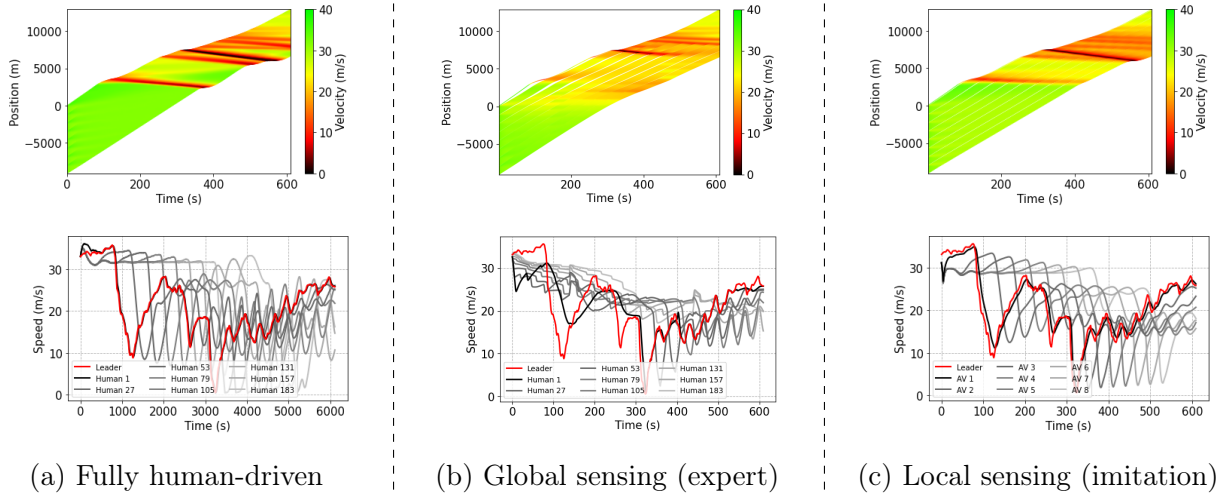 10000
5000
0
−5000
Position (m)
0
200
400
600
Time (s)
40
30
20
10
0
Velocity (m/s)
10000
5000
0
−5000
Position (m)
200
400
600
Time (s)
40
30
20
10
0
Velocity (m/s)
10000
5000
0
−5000
Position (m)
200
400
600
Time (s)
40
30
20
10
0
Velocity (m/s)
30
20
10
0
Speed (m/s)
Leader
Human 1
Human 27
Human 53
Human 79
Human 105
Human 131
Human 157
Human 183
0 1000 2000 3000 4000 5000 6000
Time (s)
30
20
10
0
Speed (m/s)
Leader
Human 1
Human 27
Human 53
Human 79
Human 105
Human 131
Human 157
Human 183
0 100 200 300 400 500 600
Time (s)
30
20
10
0
Speed (m/s)
Leader
AV 1
AV 2
AV 3
AV 4
AV 5
AV 6
AV 7
AV 8
0 100 200 300 400 500 600
Time (s)
(a) Fully human-driven
(b) Global sensing (expert)
(c) Local sensing (imitation)